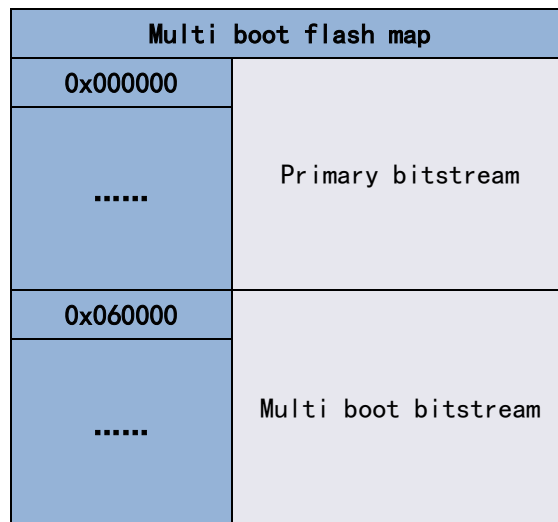 Multi boot flash map
0x000000
Primary bitstream
......
0x060000
Multi boot bitstream
......